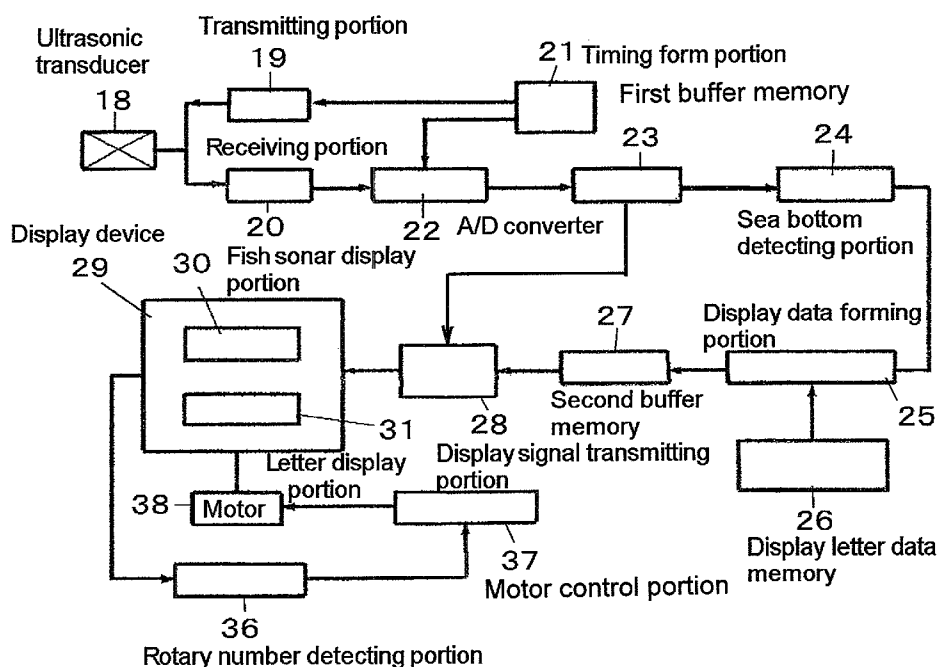 Ultrasonic
transducer
18
Transmitting portion
19
21 Timing form portion
First buffer memory
Receiving portion
20
22
A/D converter
23
24
Sea bottom
detecting portion
Display device
29
Fish sonar display
portion
30
31
28
27
Second buffer
memory
Display data forming
portion
25
Letter display
portion
Display signal transmitting
portion
38 Motor
37
Motor control portion
26
Display letter data
memory
36
Rotary number detecting portion